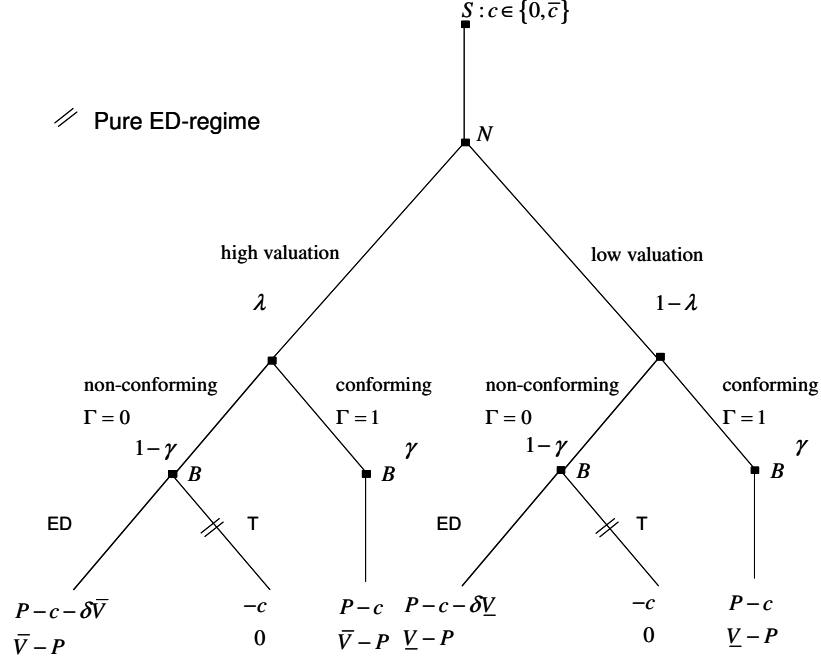 S : c ∈ {0, c̅}
N
// Pure ED-regime
high valuation
low valuation
λ
1 − λ
non-conforming
conforming
non-conforming
conforming
Γ = 0
Γ = 1
Γ = 0
Γ = 1
1 − γ
γ
1 − γ
γ
B
B
B
B
ED
T
ED
T
P − c − δV̅
−c
P − c
P − c − δV̲
−c
P − c
V̅ − P
0
V̅ − P
V̲ − P
0
V̲ − P